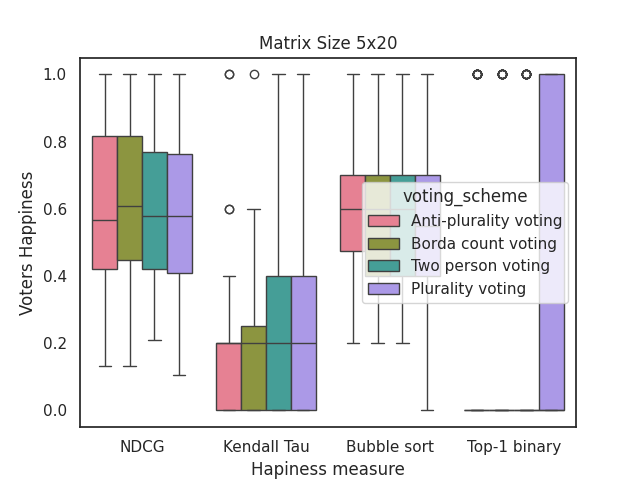 Matrix Size 5x20
Voters Happiness
1.0
0.8
0.6
0.4
0.2
0.0
voting_scheme
Anti-plurality voting
Borda count voting
Two person voting
Plurality voting
NDCG
Kendall Tau
Bubble sort
Top-1 binary
Hapiness measure